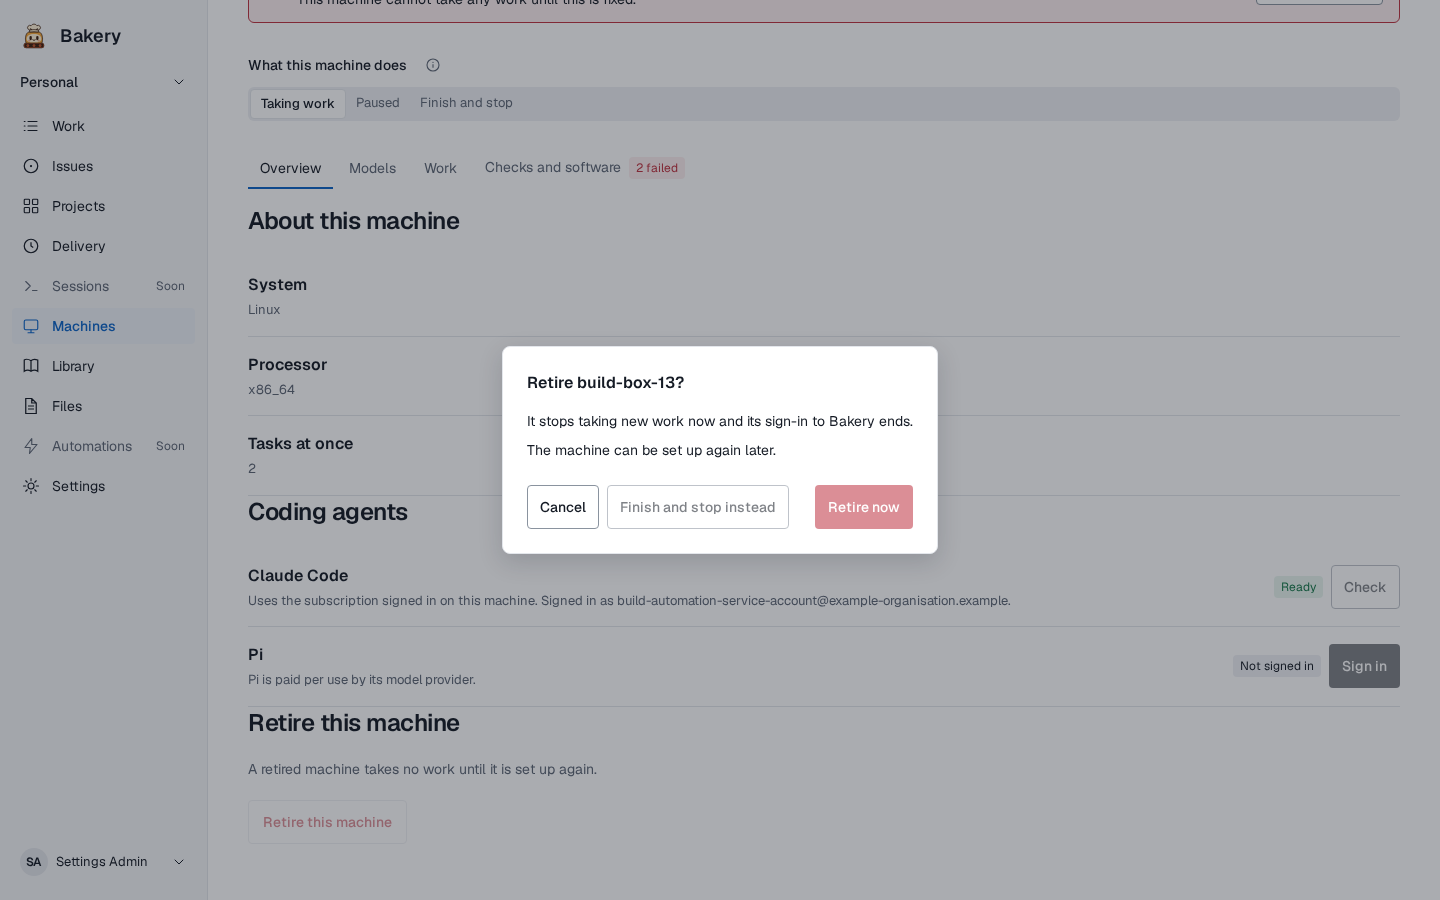 This machine cannot take any work until this is fixed.
Bakery
Personal
Work
Issues
Projects
Delivery
Sessions Soon
Machines
Library
Files
Automations Soon
Settings
SA Settings Admin
What this machine does
Taking work Paused Finish and stop
Overview Models Work Checks and software 2 failed
About this machine
System
Linux
Processor
x86_64
Tasks at once
2
Coding agents
Claude Code
Uses the subscription signed in on this machine. Signed in as build-automation-service-account@example-organisation.example.
Ready Check
Pi
Pi is paid per use by its model provider.
Not signed in Sign in
Retire this machine
A retired machine takes no work until it is set up again.
Retire this machine
Retire build-box-13?
It stops taking new work now and its sign-in to Bakery ends.
The machine can be set up again later.
Cancel Finish and stop instead Retire now